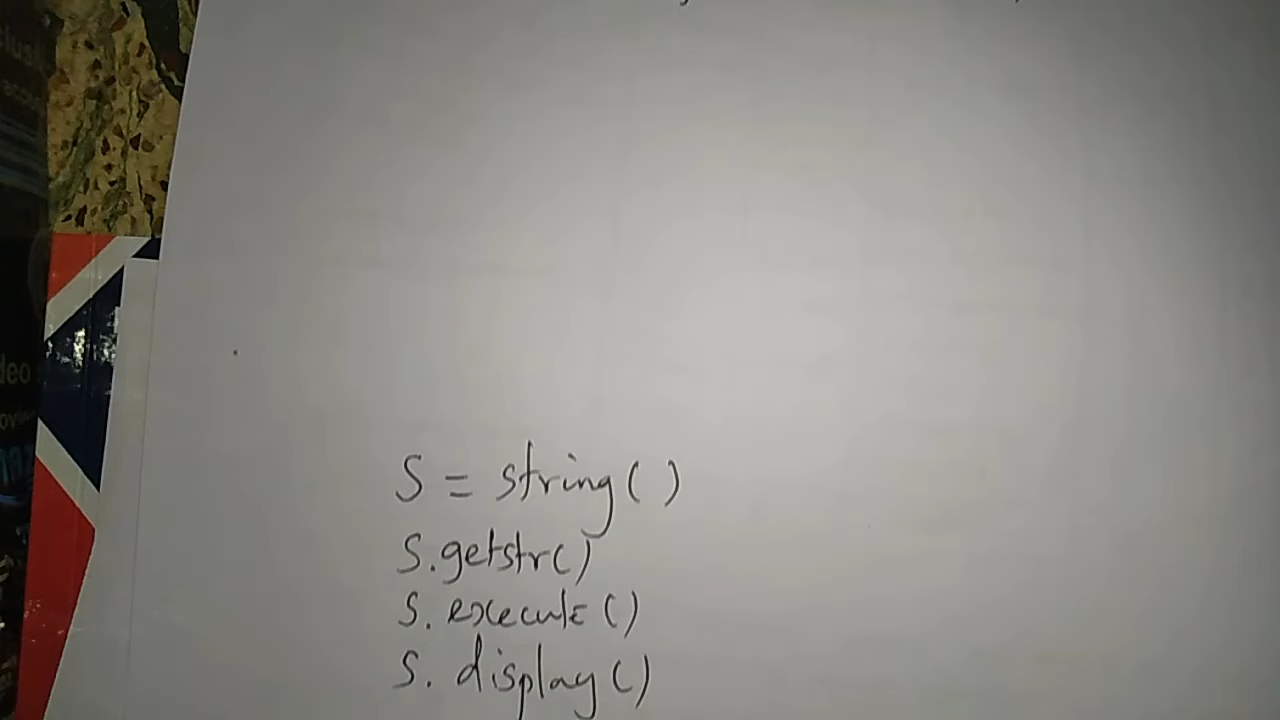 S = string()
S.getstr()
S. execute()
S. display()